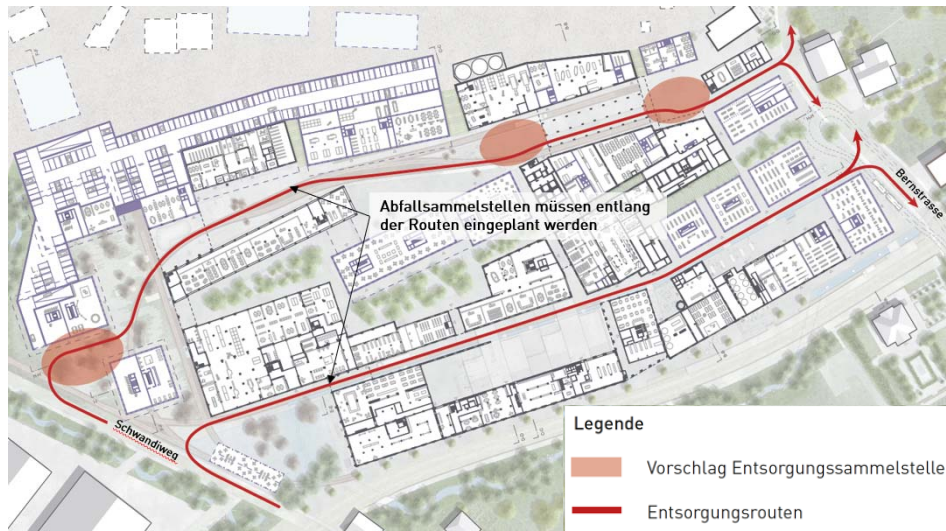 Abfallsammelstellen müssen entlang
der Routen eingeplant werden
Bernstrasse
Schwandiweg
Legende
Vorschlag Entsorgungssammelstelle
Entsorgungsrouten